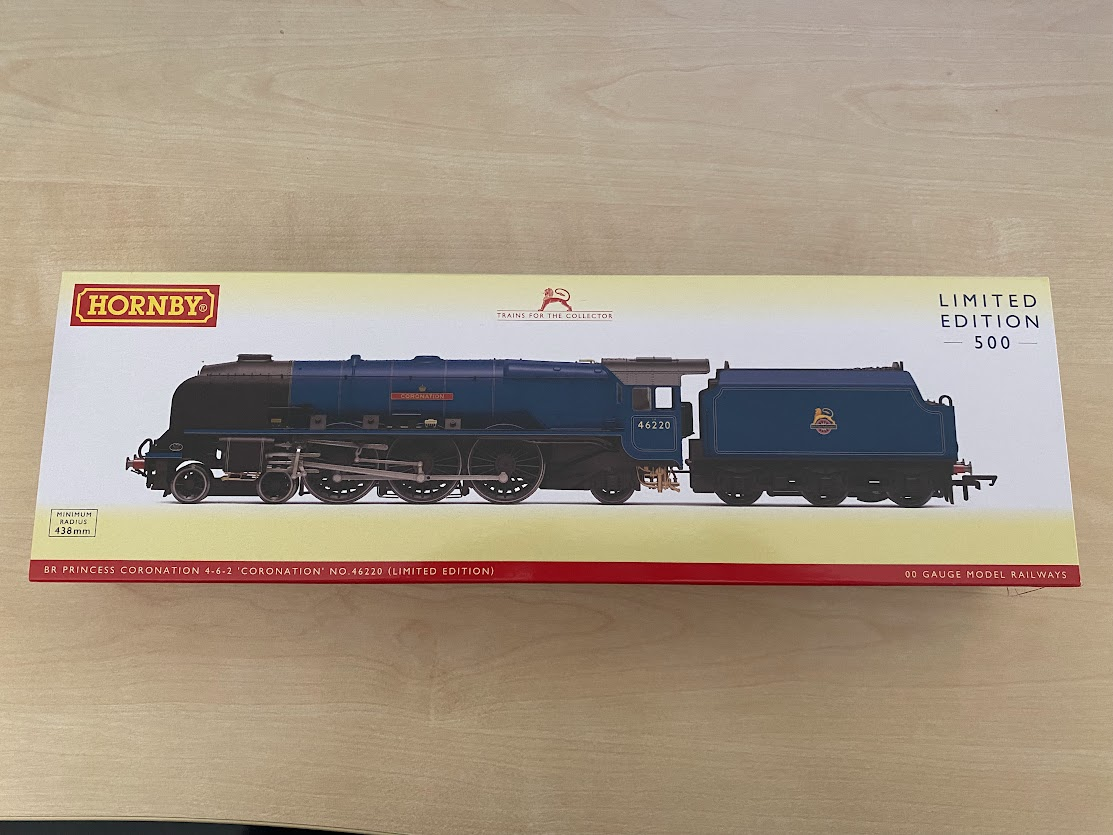 HORNBY®
TRAINS FOR THE COLLECTOR
LIMITED
EDITION
500
CORONATION
46220
MINIMUM
RADIUS
438mm
BR PRINCESS CORONATION 4-6-2 'CORONATION' NO.46220 (LIMITED EDITION)
00 GAUGE MODEL RAILWAYS